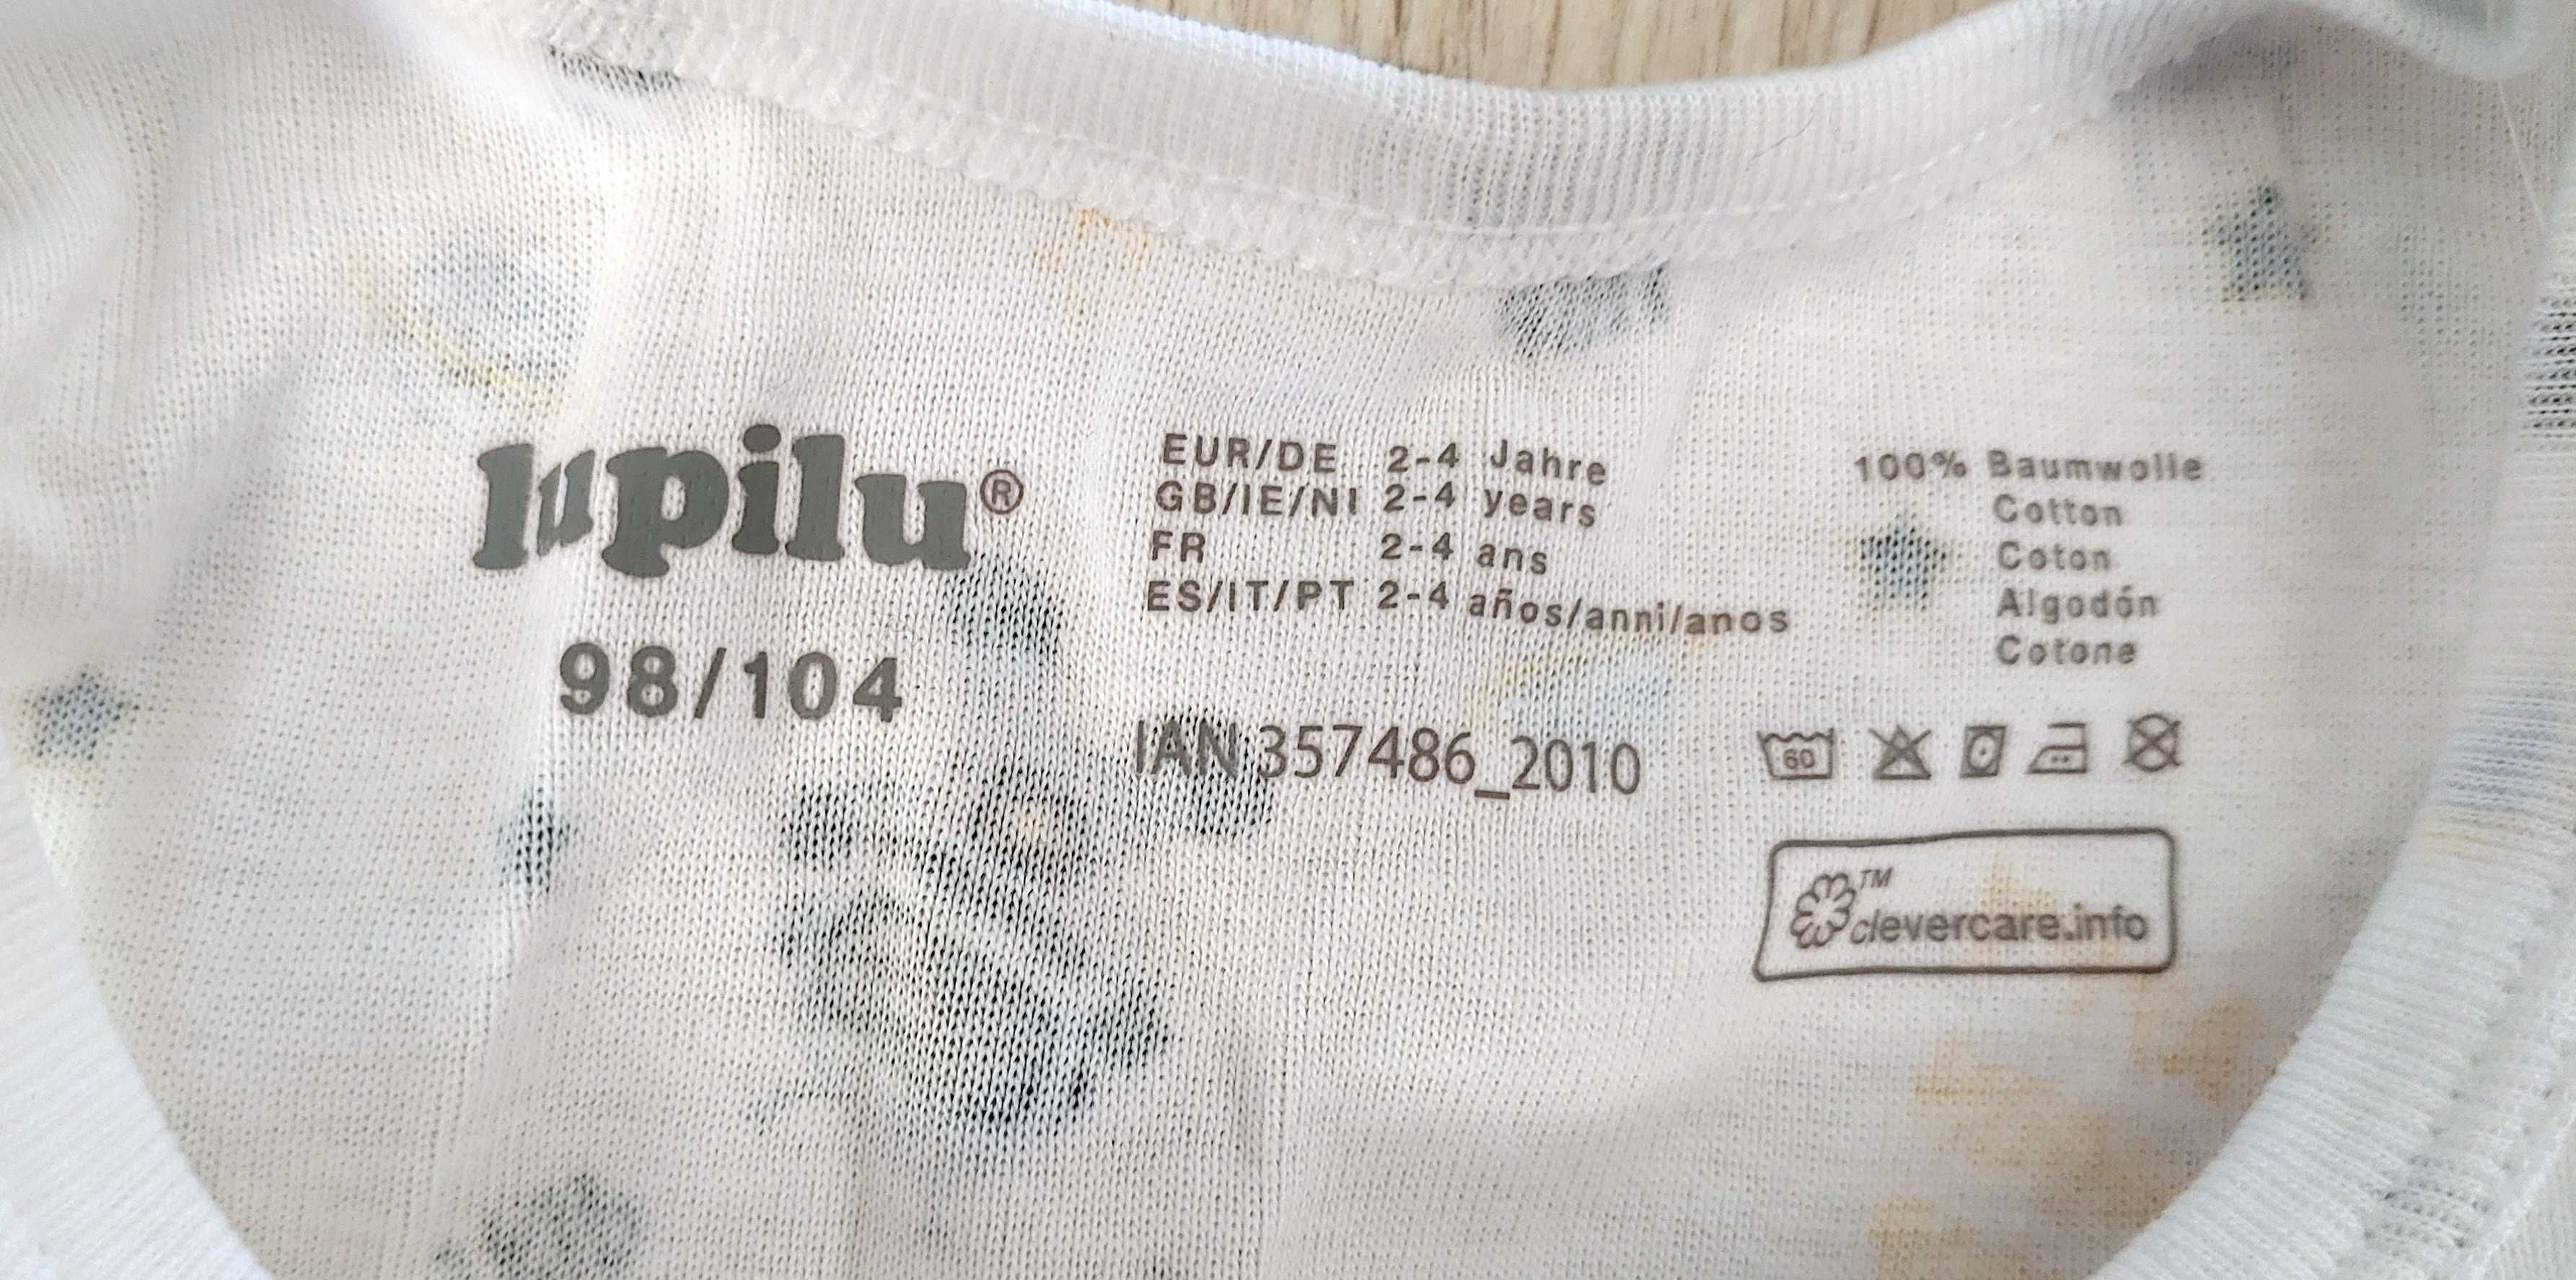 lupilu®
98/104
EUR/DE 2-4 Jahre
GB/IE/NI 2-4 years
FR 2-4 ans
ES/IT/PT 2-4 años/anni/anos
IAN 357486_2010
100% Baumwolle
Cotton
Coton
Algodón
Cotone
60
TM
clevercare.info